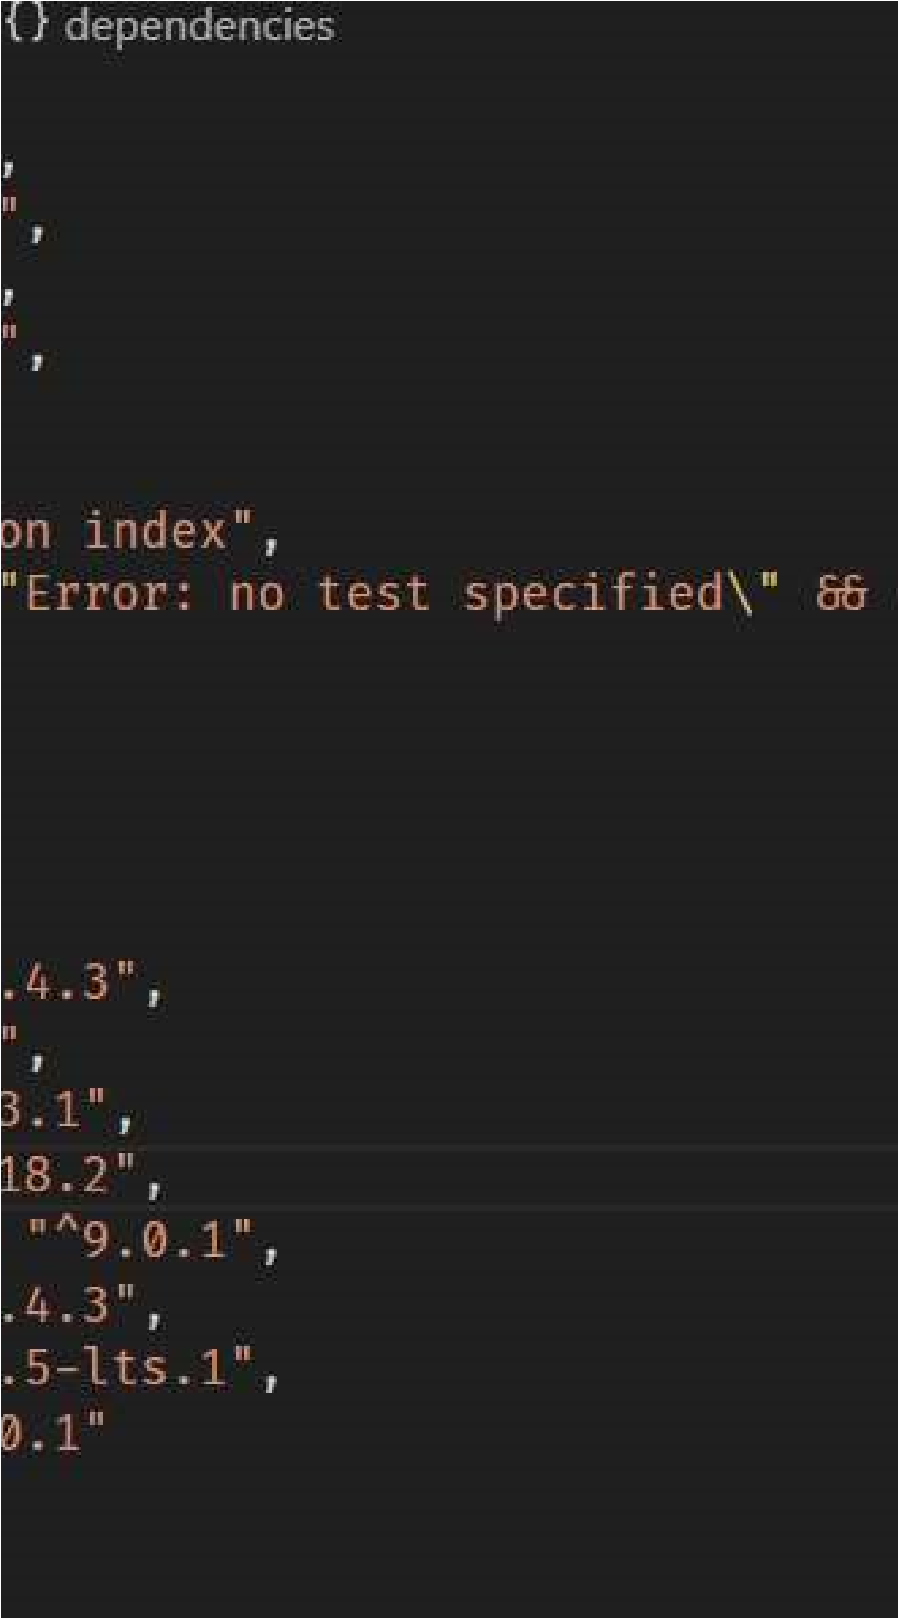 {} dependencies
,
",
,
",
on index",
"Error: no test specified\" &&
.4.3",
",
3.1",
18.2",
"^9.0.1",
.4.3",
.5-lts.1",
0.1"